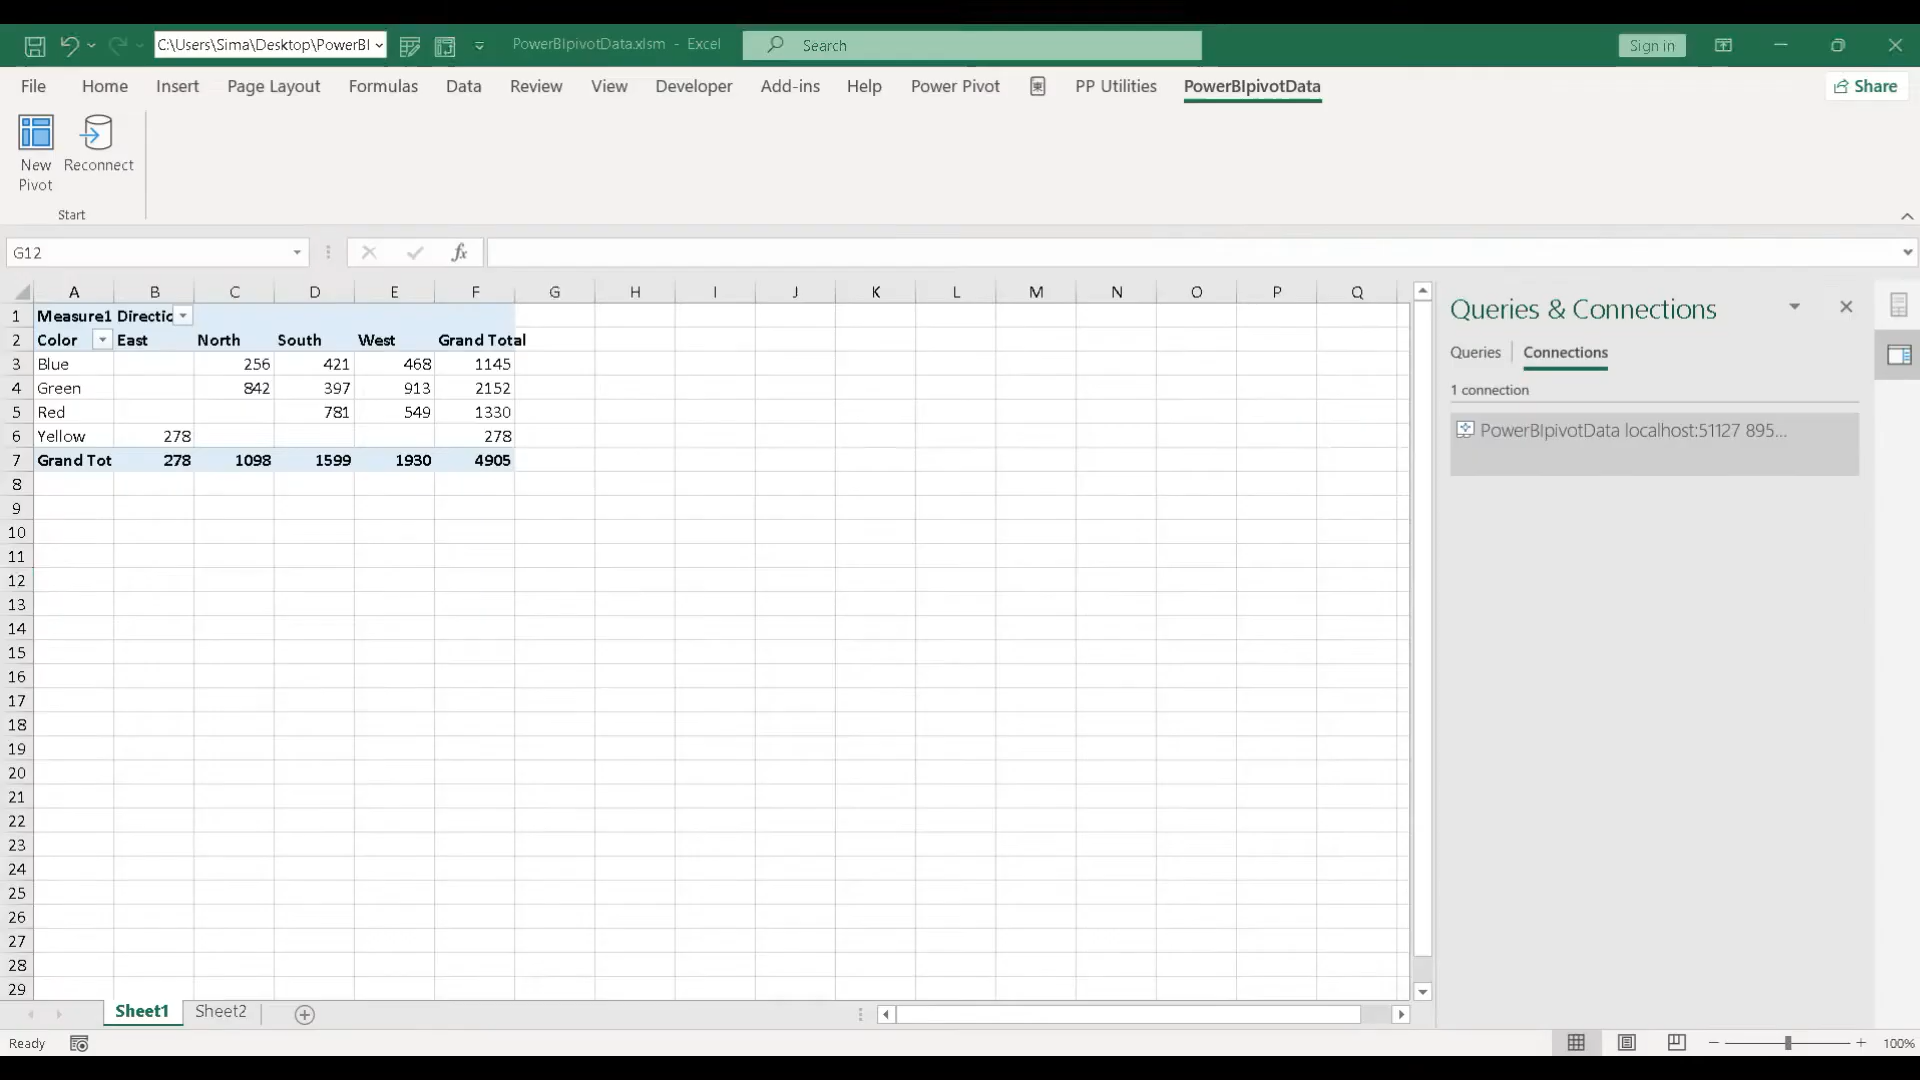 C:\Users\Sima\Desktop\PowerBI PowerBIpivotData.xlsm - Excel Search Sign in
File Home Insert Page Layout Formulas Data Review View Developer Add-ins Help Power Pivot PP Utilities PowerBIpivotData Share
New Pivot Reconnect
Start
G12 fx
A B C D E F G H I J K L M N O P Q
1 Measure1 Directio
2 Color East North South West Grand Total
3 Blue 256 421 468 1145
4 Green 842 397 913 2152
5 Red 781 549 1330
6 Yellow 278 278
7 Grand Tot 278 1098 1599 1930 4905
8
9
10
11
12
13
14
15
16
17
18
19
20
21
22
23
24
25
26
27
28
29
Queries & Connections
Queries Connections
1 connection
PowerBIpivotData localhost:51127 895...
Sheet1 Sheet2
Ready 100%